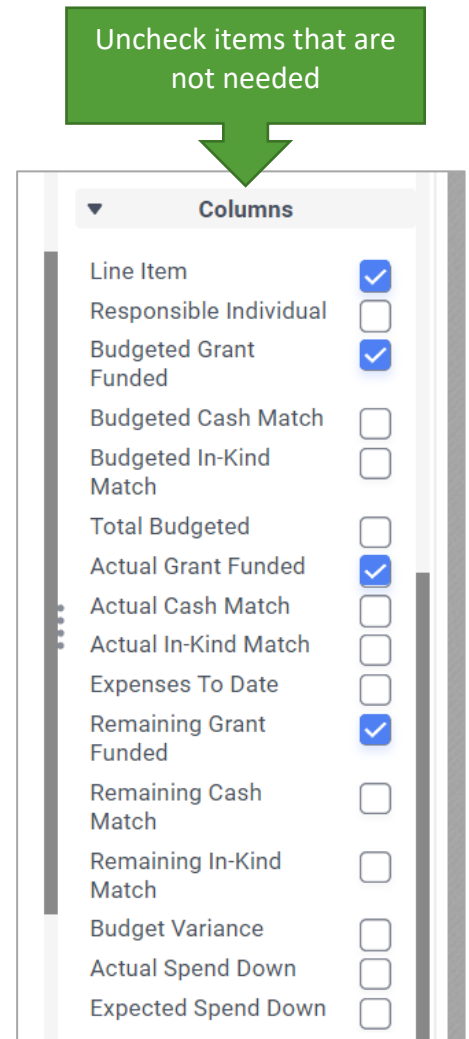 Uncheck items that are
not needed
Columns
Line Item
Responsible Individual
Budgeted Grant
Funded
Budgeted Cash Match
Budgeted In-Kind
Match
Total Budgeted
Actual Grant Funded
Actual Cash Match
Actual In-Kind Match
Expenses To Date
Remaining Grant
Funded
Remaining Cash
Match
Remaining In-Kind
Match
Budget Variance
Actual Spend Down
Expected Spend Down